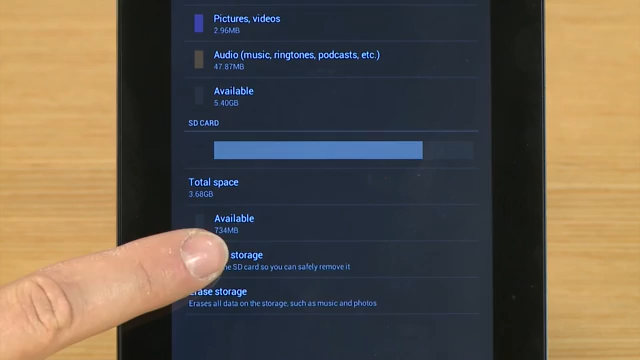 Pictures, videos
2.96MB
Audio (music, ringtones, podcasts, etc.)
47.87MB
Available
5.40GB
SD CARD
Total space
3.68GB
Available
734MB
storage
SD card so you can safely remove it
Erase storage
Erases all data on the storage, such as music and photos